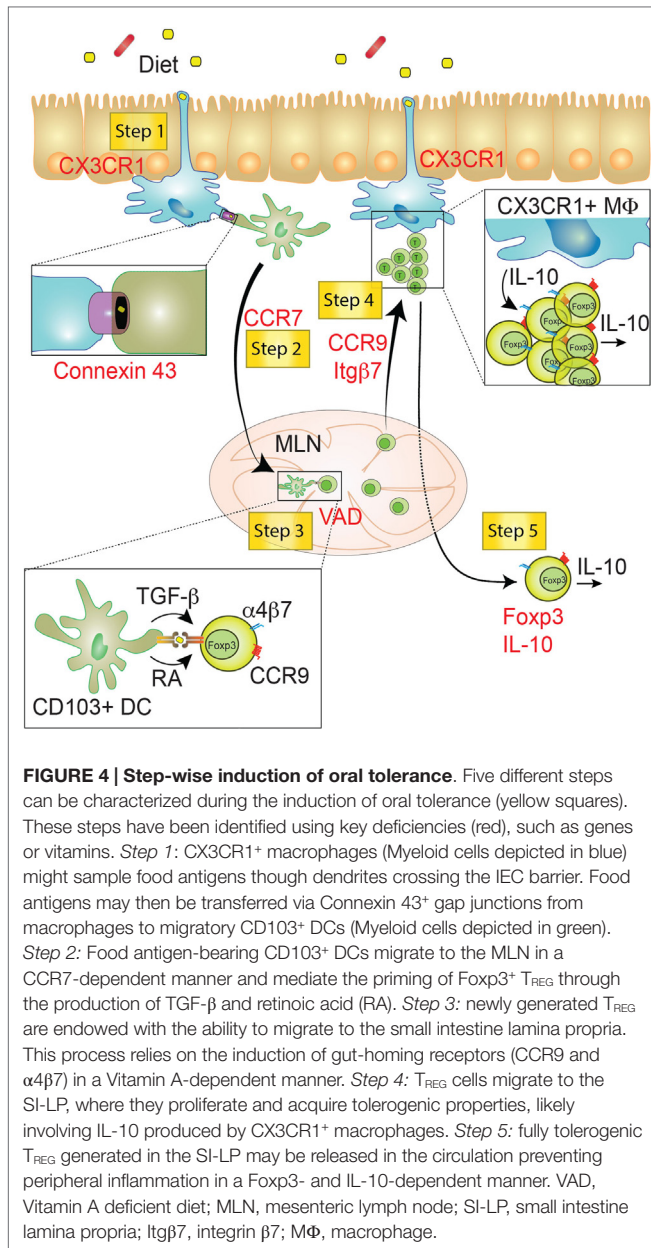 Diet
Step 1
CX3CR1
CX3CR1
CX3CR1+ MΦ
IL-10
Foxp3
Foxp3
Foxp3
Foxp3
Foxp3
Foxp3
IL-10
T
T
T
T
T
T
T
T
Step 4
CCR7
Step 2
CCR9
Itgβ7
Connexin 43
MLN
VAD
Step 3
Step 5
Foxp3
IL-10
Foxp3
IL-10
TGF-β
α4β7
Foxp3
RA
CCR9
CD103+ DC
FIGURE 4 | Step-wise induction of oral tolerance. Five different steps
can be characterized during the induction of oral tolerance (yellow squares).
These steps have been identified using key deficiencies (red), such as genes
or vitamins. Step 1: CX3CR1+ macrophages (Myeloid cells depicted in blue)
might sample food antigens though dendrites crossing the IEC barrier. Food
antigens may then be transferred via Connexin 43+ gap junctions from
macrophages to migratory CD103+ DCs (Myeloid cells depicted in green).
Step 2: Food antigen-bearing CD103+ DCs migrate to the MLN in a
CCR7-dependent manner and mediate the priming of Foxp3+ TREG through
the production of TGF-β and retinoic acid (RA). Step 3: newly generated TREG
are endowed with the ability to migrate to the small intestine lamina propria.
This process relies on the induction of gut-homing receptors (CCR9 and
α4β7) in a Vitamin A-dependent manner. Step 4: TREG cells migrate to the
SI-LP, where they proliferate and acquire tolerogenic properties, likely
involving IL-10 produced by CX3CR1+ macrophages. Step 5: fully tolerogenic
TREG generated in the SI-LP may be released in the circulation preventing
peripheral inflammation in a Foxp3- and IL-10-dependent manner. VAD,
Vitamin A deficient diet; MLN, mesenteric lymph node; SI-LP, small intestine
lamina propria; Itgβ7, integrin β7; MΦ, macrophage.